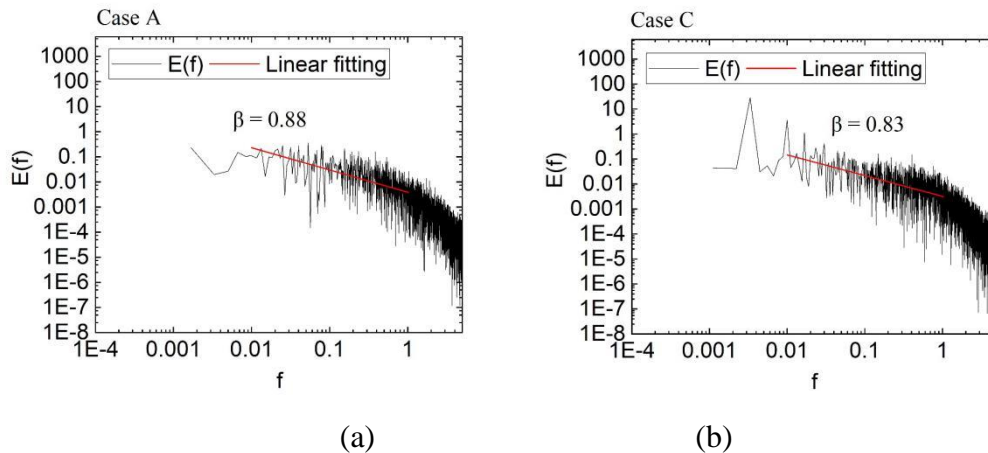 Case A
1000
100
10
1
0.1
0.01
0.001
1E-4
1E-5
1E-6
1E-7
1E-8
E(f)
E(f) Linear fitting
β = 0.88
1E-4 0.001 0.01 0.1 1
f
(a)
Case C
1000
100
10
1
0.1
0.01
0.001
1E-4
1E-5
1E-6
1E-7
1E-8
E(f)
E(f) Linear fitting
β = 0.83
1E-4 0.001 0.01 0.1 1
f
(b)